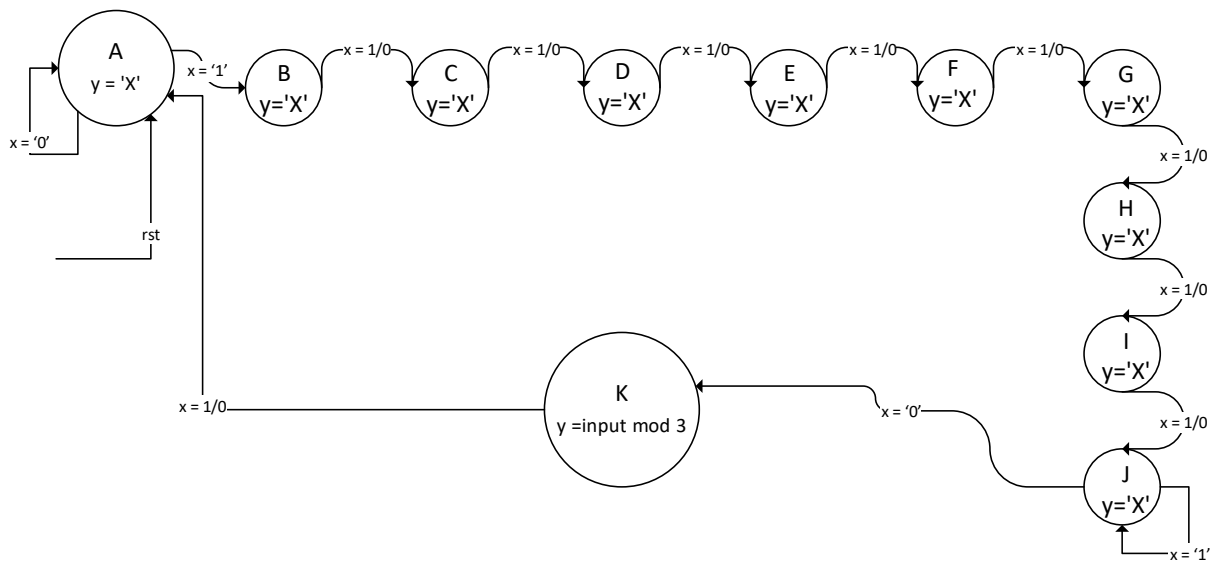 A
y = 'X'
x = ‘1’
B
y='X'
x = 1/0
C
y='X'
x = 1/0
D
y='X'
x = 1/0
E
y='X'
x = 1/0
F
y='X'
x = 1/0
G
y='X'
x = ‘0’
x = 1/0
H
y='X'
rst
x = 1/0
I
y='X'
K
y =input mod 3
x = 1/0
x = ‘0’
x = 1/0
J
y='X'
x = ‘1’